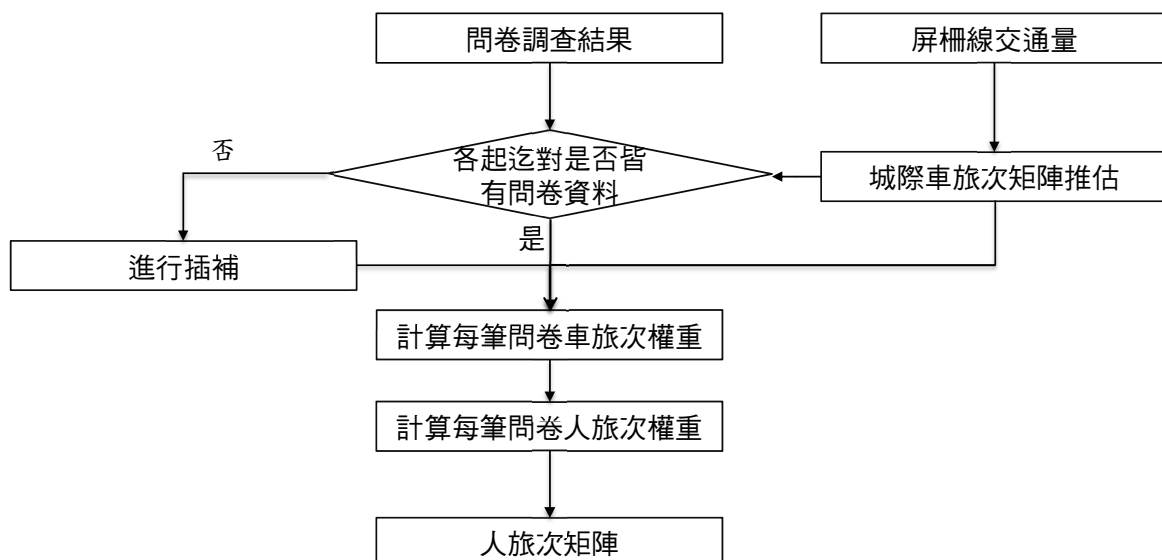 問卷調查結果
屏柵線交通量
否
各起迄對是否皆
有問卷資料
城際車旅次矩陣推估
是
進行插補
計算每筆問卷車旅次權重
計算每筆問卷人旅次權重
人旅次矩陣